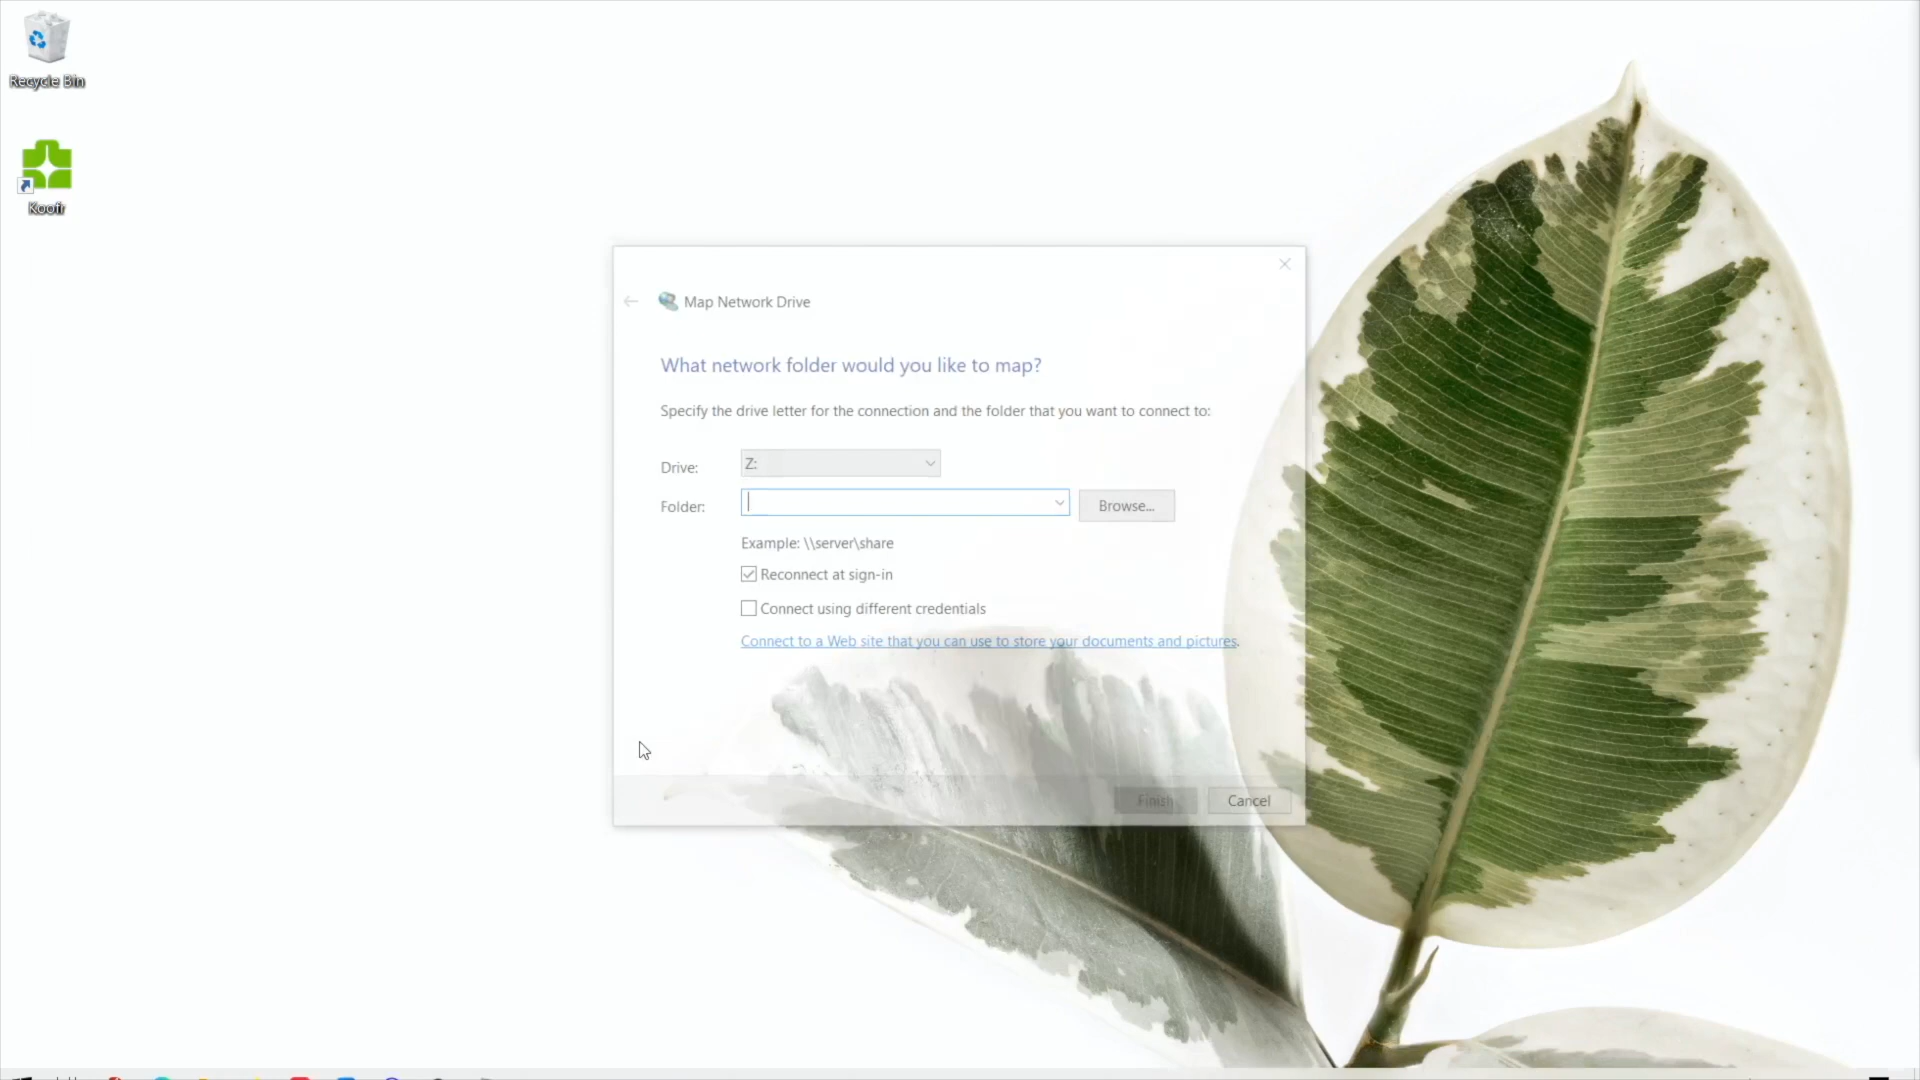 Recycle Bin
Koofr
Map Network Drive
What network folder would you like to map?
Specify the drive letter for the connection and the folder that you want to connect to:
Drive:
Z:
Folder:
Browse...
Example: \\server\share
Reconnect at sign-in
Connect using different credentials
Connect to a Web site that you can use to store your documents and pictures.
Finish
Cancel